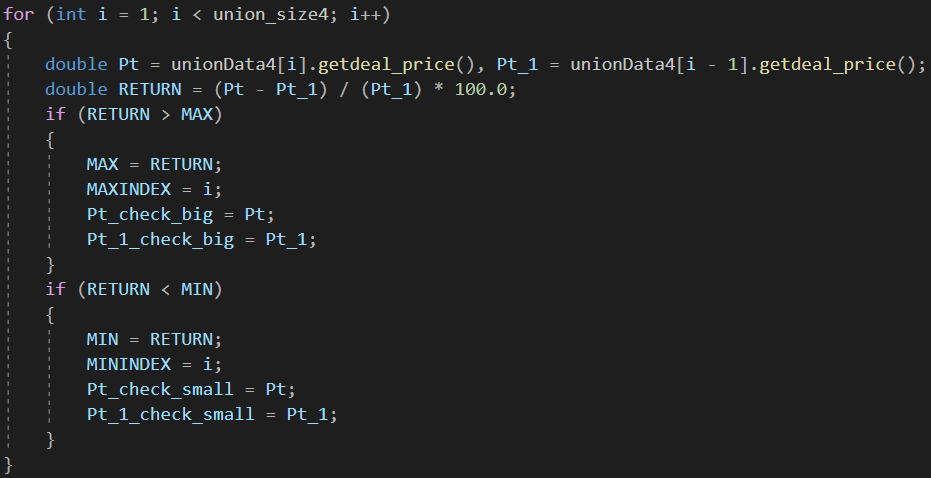 for (int i = 1; i < union_size4; i++)
{
    double Pt = unionData4[i].getdeal_price(), Pt_1 = unionData4[i - 1].getdeal_price();
    double RETURN = (Pt - Pt_1) / (Pt_1) * 100.0;
    if (RETURN > MAX)
    {
        MAX = RETURN;
        MAXINDEX = i;
        Pt_check_big = Pt;
        Pt_1_check_big = Pt_1;
    }
    if (RETURN < MIN)
    {
        MIN = RETURN;
        MININDEX = i;
        Pt_check_small = Pt;
        Pt_1_check_small = Pt_1;
    }
}